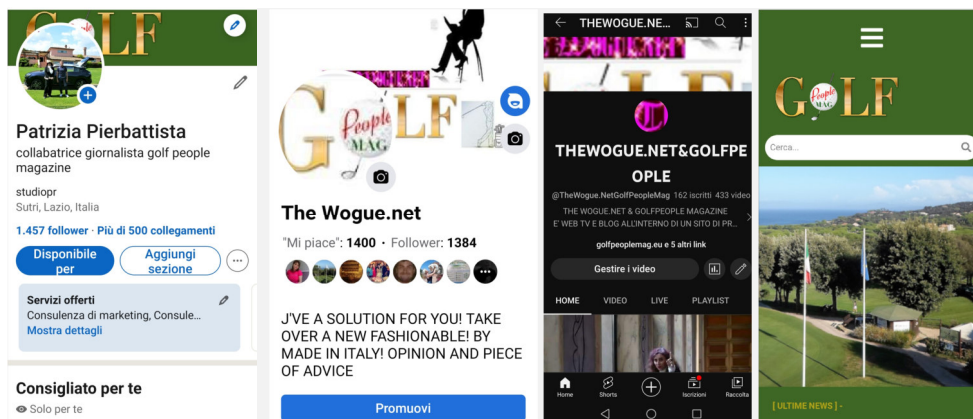 GOLF
Patrizia Pierbattista
collabatrice giornalista golf people
magazine
studiopr
Sutri, Lazio, Italia
1.457 follower · Più di 500 collegamenti
Disponibile
per
Aggiungi
sezione
Servizi offerti
Consulenza di marketing, Consule...
Mostra dettagli
Consigliato per te
Solo per te
GOLF
People
MAG
The Wogue.net
"Mi piace": 1400 · Follower: 1384
J'VE A SOLUTION FOR YOU! TAKE
OVER A NEW FASHIONABLE! BY
MADE IN ITALY! OPINION AND PIECE
OF ADVICE
Promuovi
THEWOGUE.NE...
THEWOGUE.NET&GOLFPE
OPLE
@TheWogue.NetGolfPeopleMag 162 iscritti 433 video
THE WOGUE.NET & GOLFPEOPLE MAGAZINE
E' WEB TV E BLOG ALL'INTERNO DI UN SITO DI PR...
golfpeoplemag.eu e 5 altri link
Gestire i video
HOME VIDEO LIVE PLAYLIST
Home Shorts Iscrizioni Raccolta
GOLF
People
MAG
Cerca...
[ ULTIME NEWS ] -